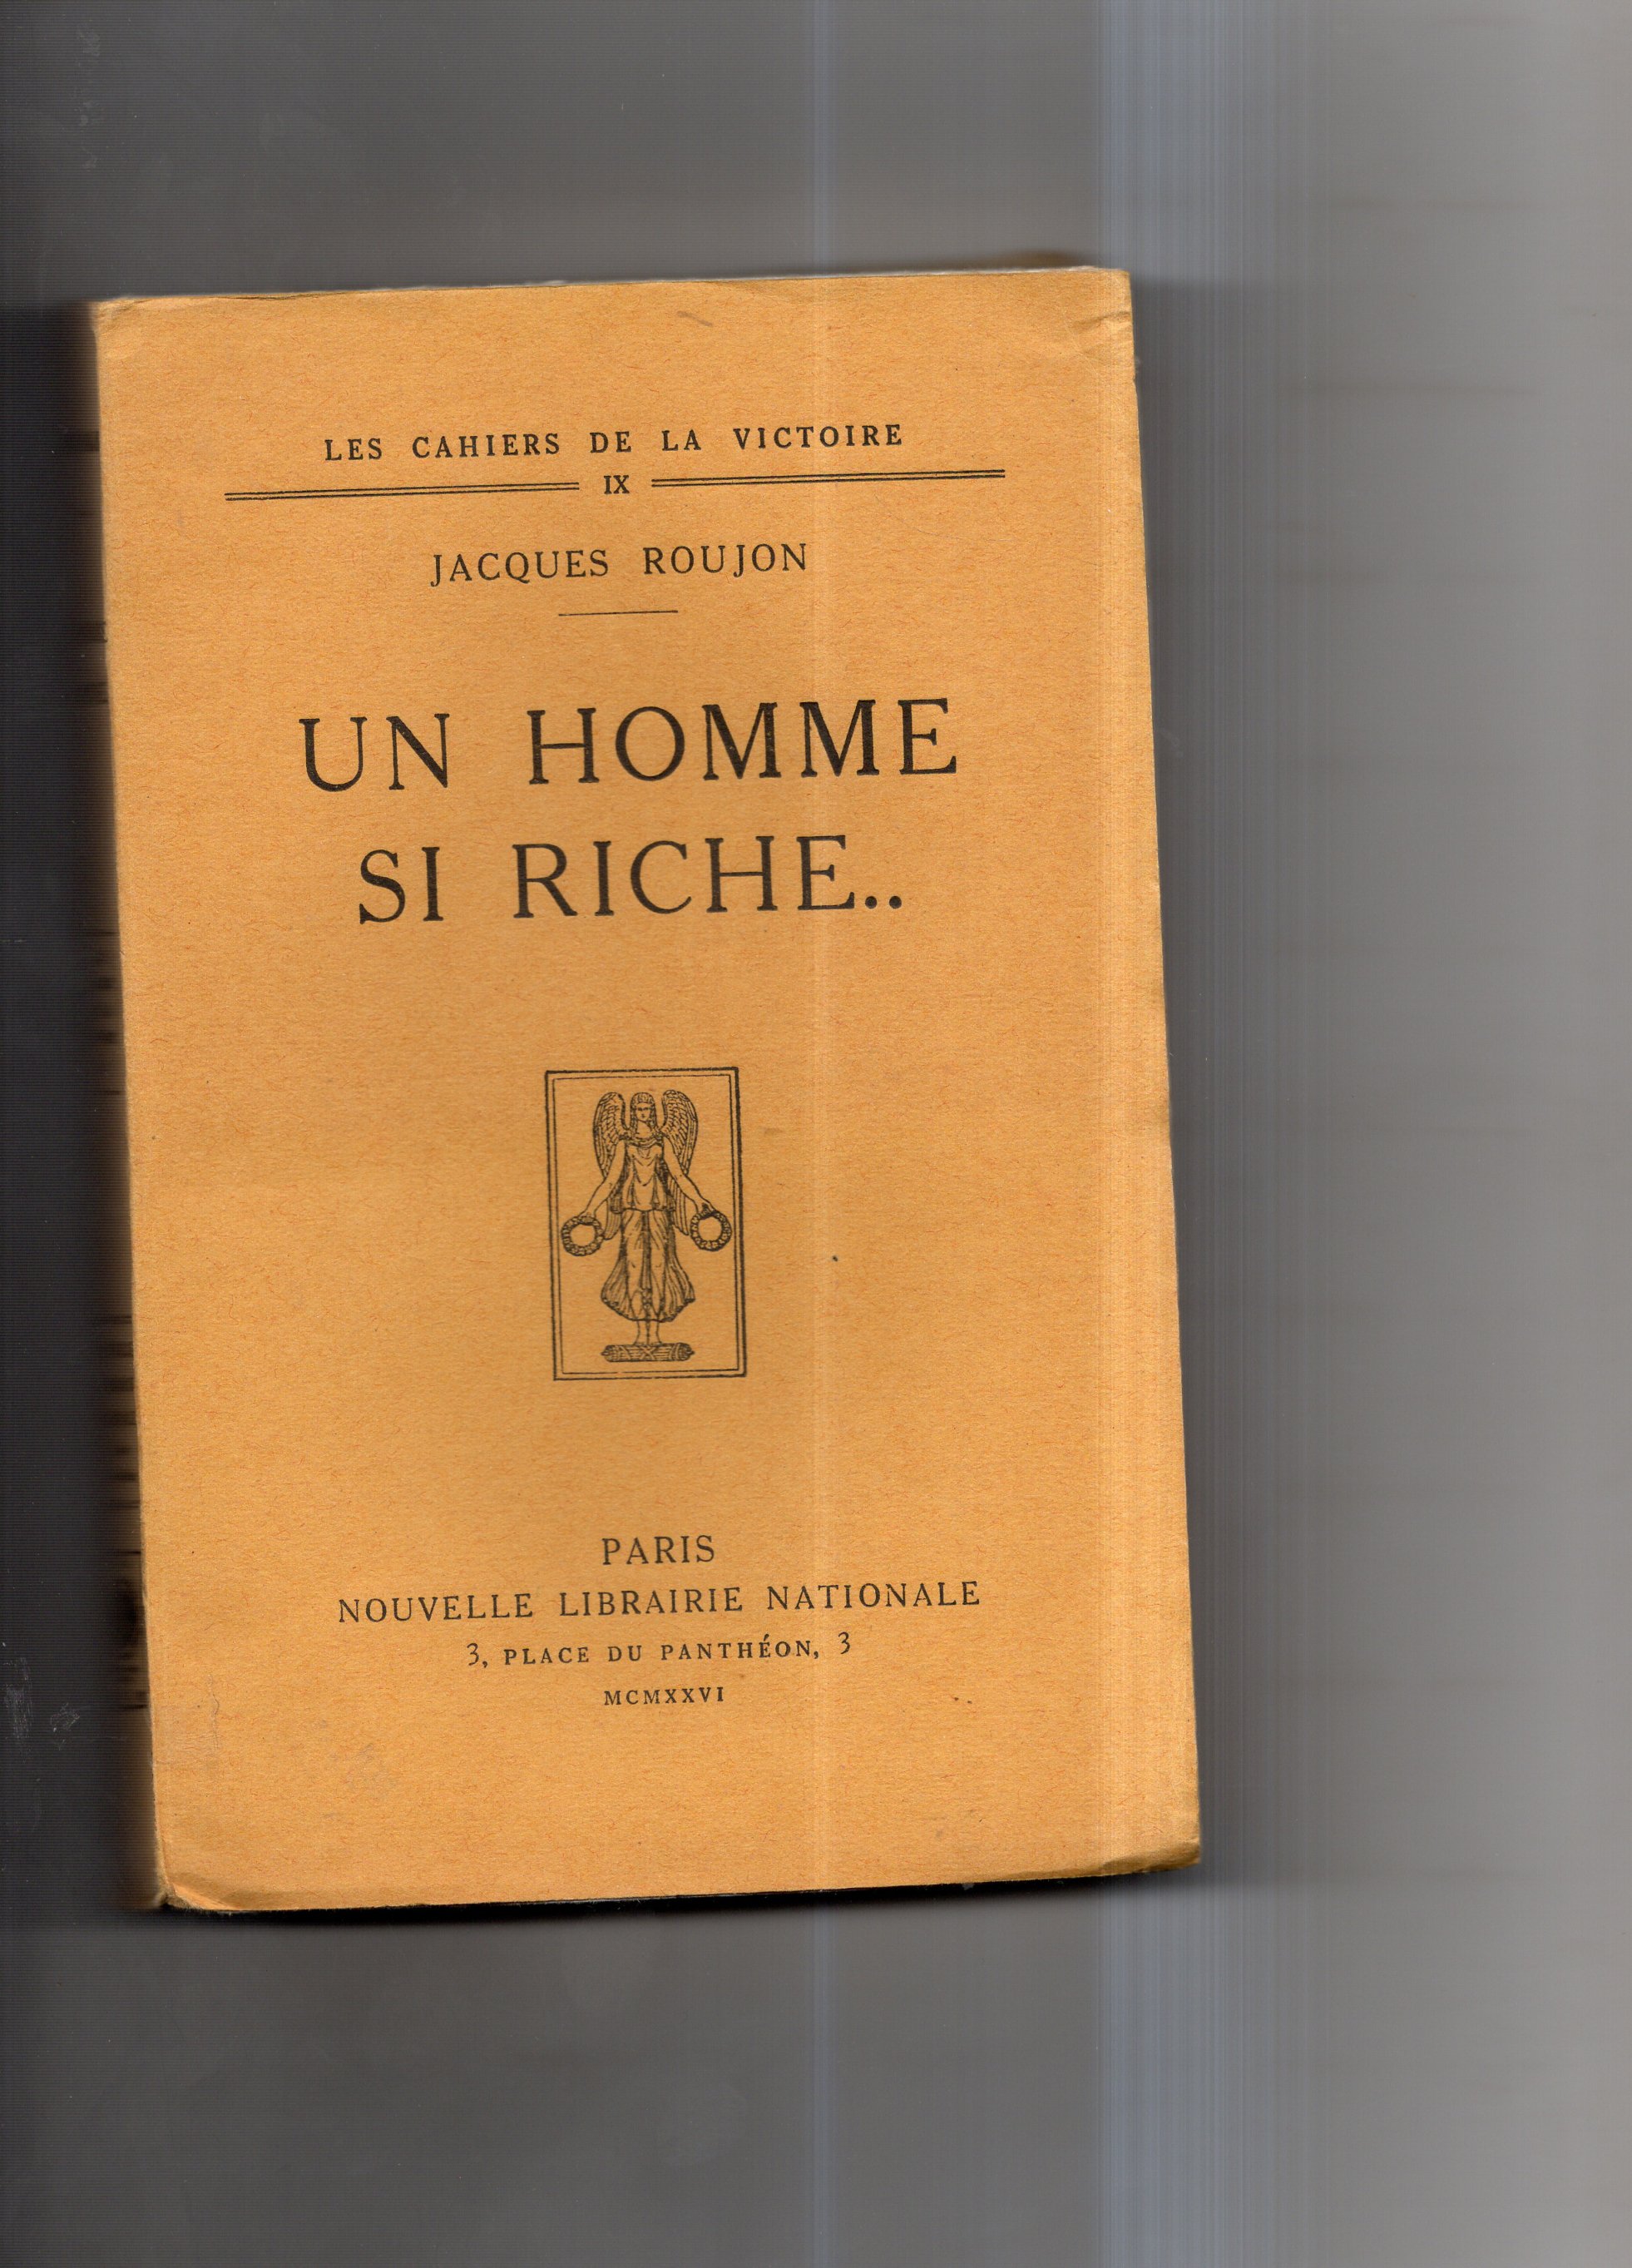 LES CAHIERS DE LA VICTOIRE
IX
JACQUES ROUJON
UN HOMME
SI RICHE..
PARIS
NOUVELLE LIBRAIRIE NATIONALE
3, PLACE DU PANTHÉON, 3
MCMXXVI